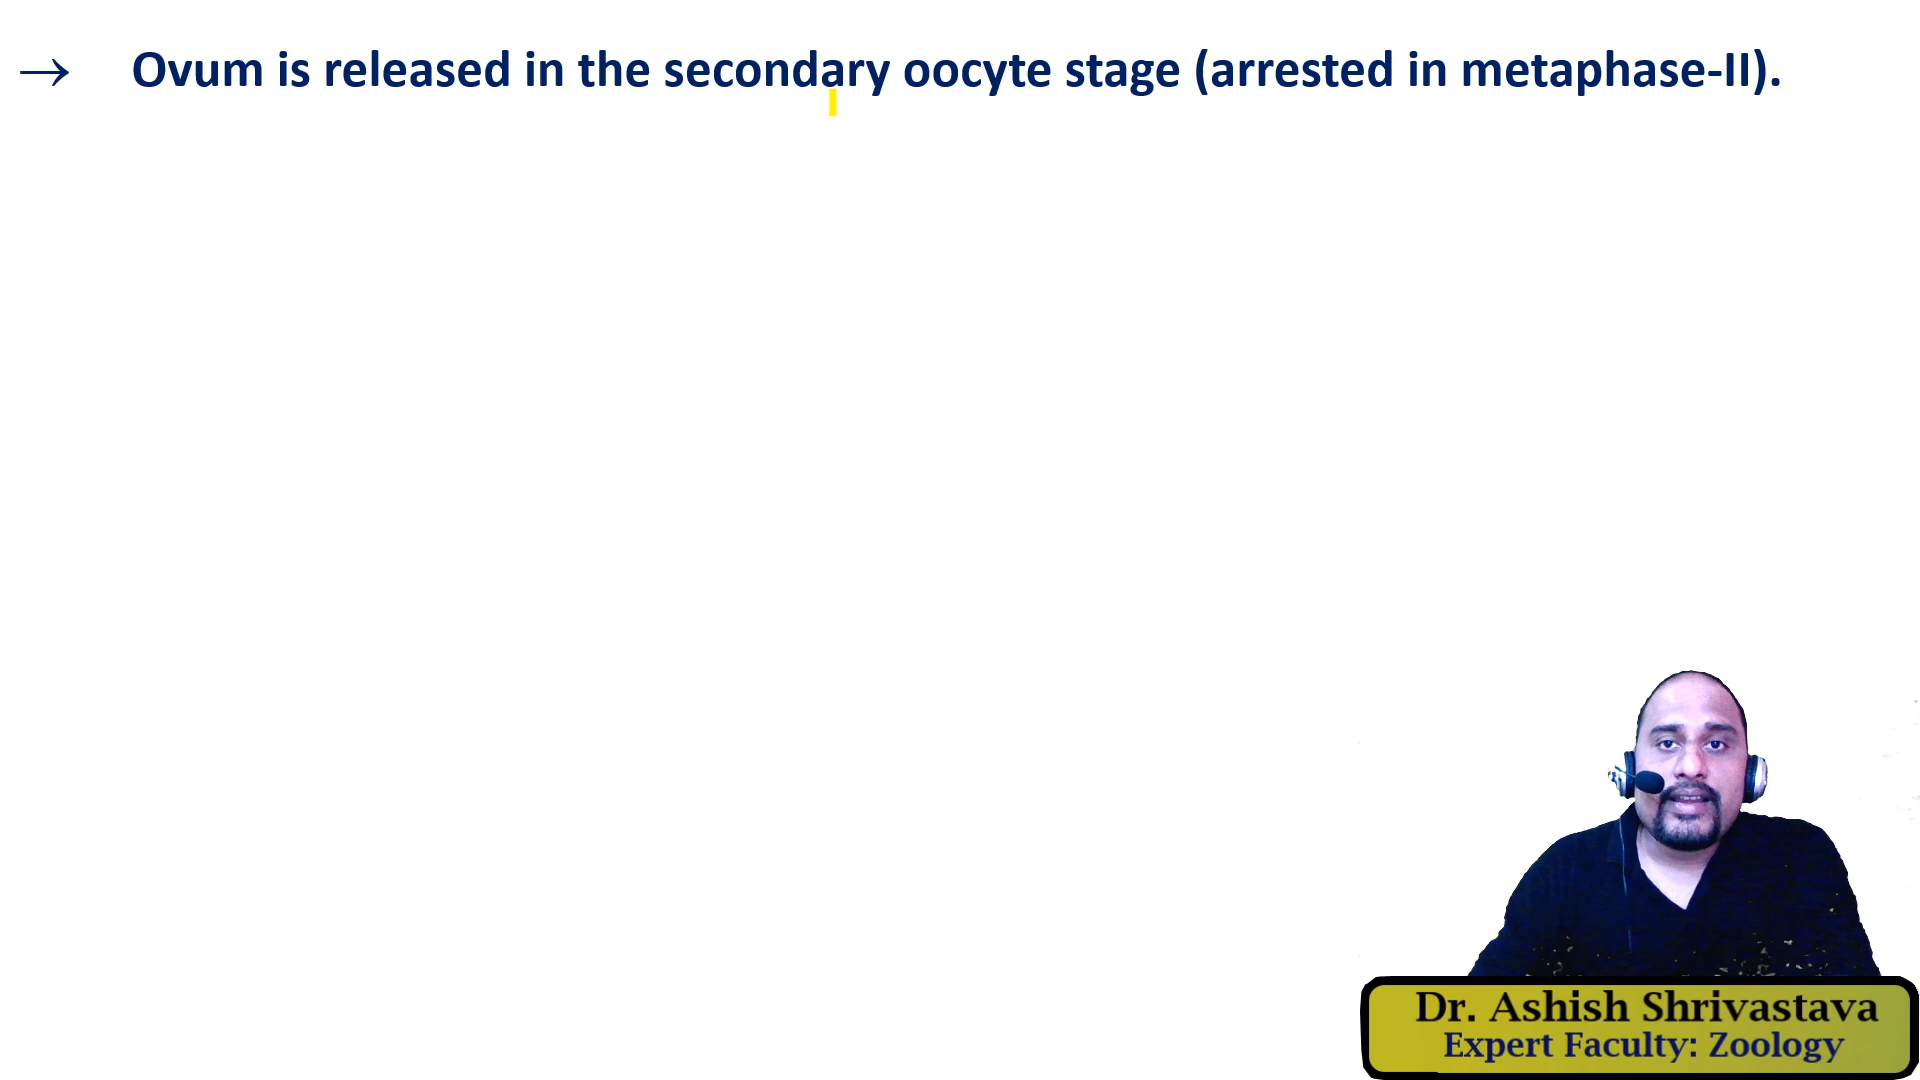 → Ovum is released in the secondary oocyte stage (arrested in metaphase-II).
Dr. Ashish Shrivastava
Expert Faculty: Zoology